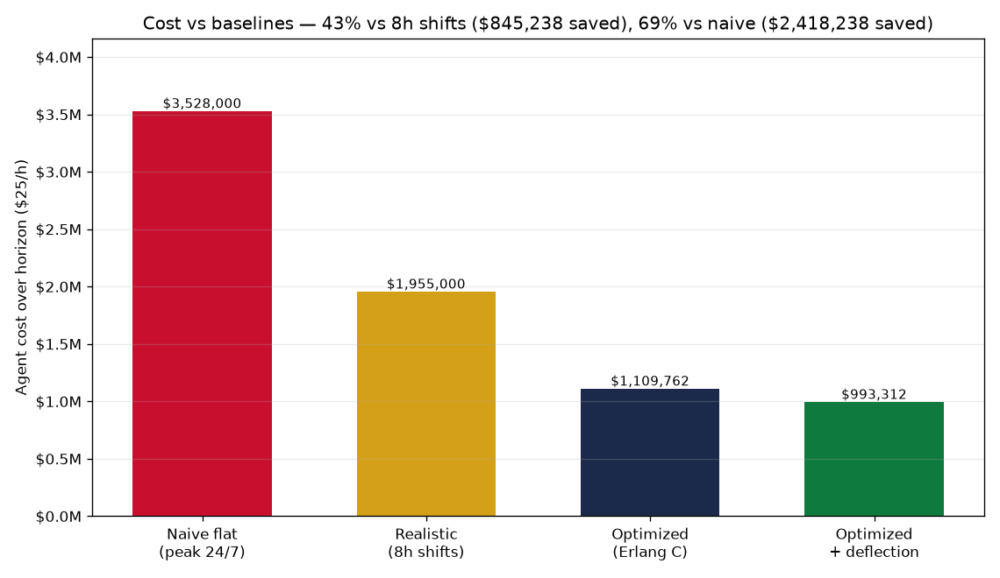 Cost vs baselines — 43% vs 8h shifts ($845,238 saved), 69% vs naive ($2,418,238 saved)
Agent cost over horizon ($25/h)
$4.0M
$3.5M
$3.0M
$2.5M
$2.0M
$1.5M
$1.0M
$0.5M
$0.0M
$3,528,000
$1,955,000
$1,109,762
$993,312
Naive flat
(peak 24/7)
Realistic
(8h shifts)
Optimized
(Erlang C)
Optimized
+ deflection